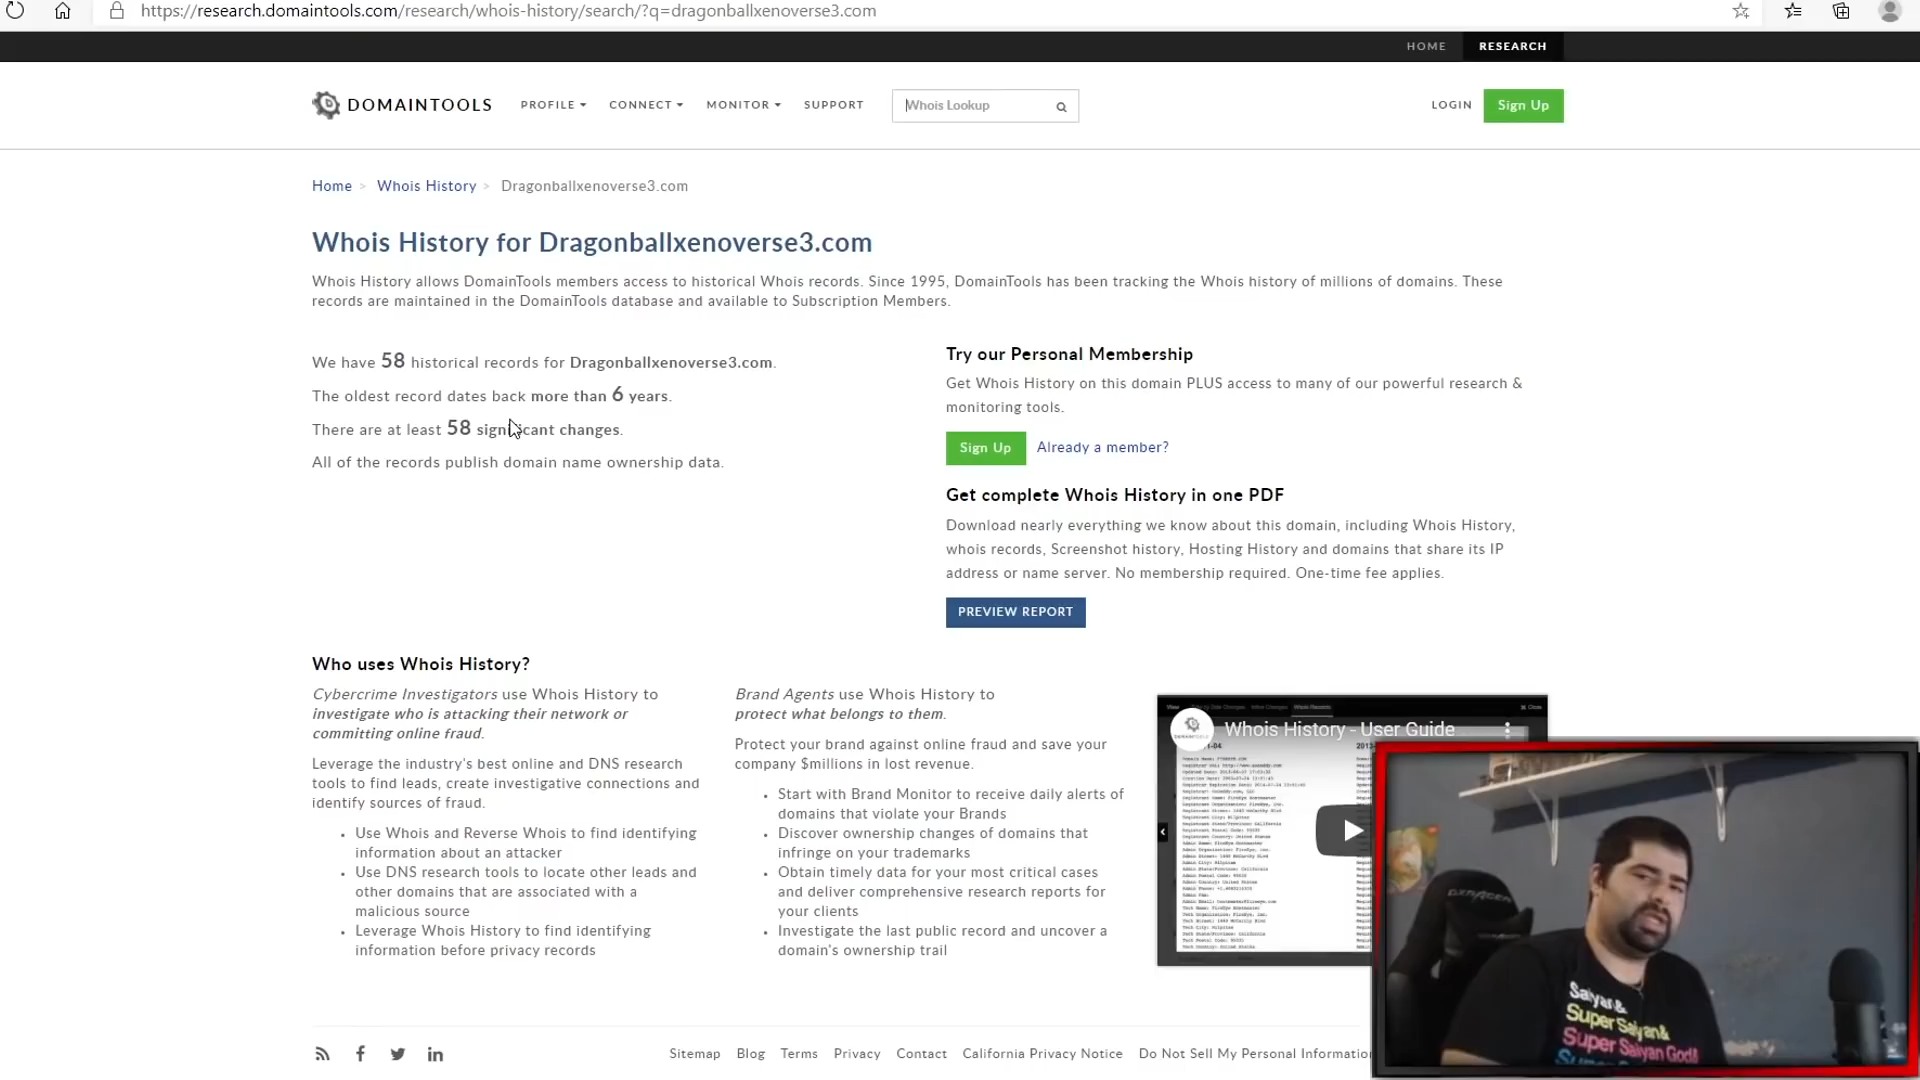 https://research.domaintools.com/research/whois-history/search/?q=dragonballxenoverse3.com
HOME RESEARCH
DOMAINTOOLS PROFILE CONNECT MONITOR SUPPORT Whois Lookup LOGIN Sign Up
Home > Whois History > Dragonballxenoverse3.com
Whois History for Dragonballxenoverse3.com
Whois History allows DomainTools members access to historical Whois records. Since 1995, DomainTools has been tracking the Whois history of millions of domains. These
records are maintained in the DomainTools database and available to Subscription Members.
We have 58 historical records for Dragonballxenoverse3.com.
The oldest record dates back more than 6 years.
There are at least 58 significant changes.
All of the records publish domain name ownership data.
Try our Personal Membership
Get Whois History on this domain PLUS access to many of our powerful research &
monitoring tools.
Sign Up Already a member?
Get complete Whois History in one PDF
Download nearly everything we know about this domain, including Whois History,
whois records, Screenshot history, Hosting History and domains that share its IP
address or name server. No membership required. One-time fee applies.
PREVIEW REPORT
Who uses Whois History?
Cybercrime Investigators use Whois History to
investigate who is attacking their network or
committing online fraud.
Leverage the industry's best online and DNS research
tools to find leads, create investigative connections and
identify sources of fraud.
• Use Whois and Reverse Whois to find identifying
information about an attacker
• Use DNS research tools to locate other leads and
other domains that are associated with a
malicious source
• Leverage Whois History to find identifying
information before privacy records
Brand Agents use Whois History to
protect what belongs to them.
Protect your brand against online fraud and save your
company $millions in lost revenue.
• Start with Brand Monitor to receive daily alerts of
domains that violate your Brands
• Discover ownership changes of domains that
infringe on your trademarks
• Obtain timely data for your most critical cases
and deliver comprehensive research reports for
your clients
• Investigate the last public record and uncover a
domain's ownership trail
Whois History - User Guide
DXRACER
Saiyan&
Super Saiyan&
Super Saiyan God&
Sitemap Blog Terms Privacy Contact California Privacy Notice Do Not Sell My Personal Information